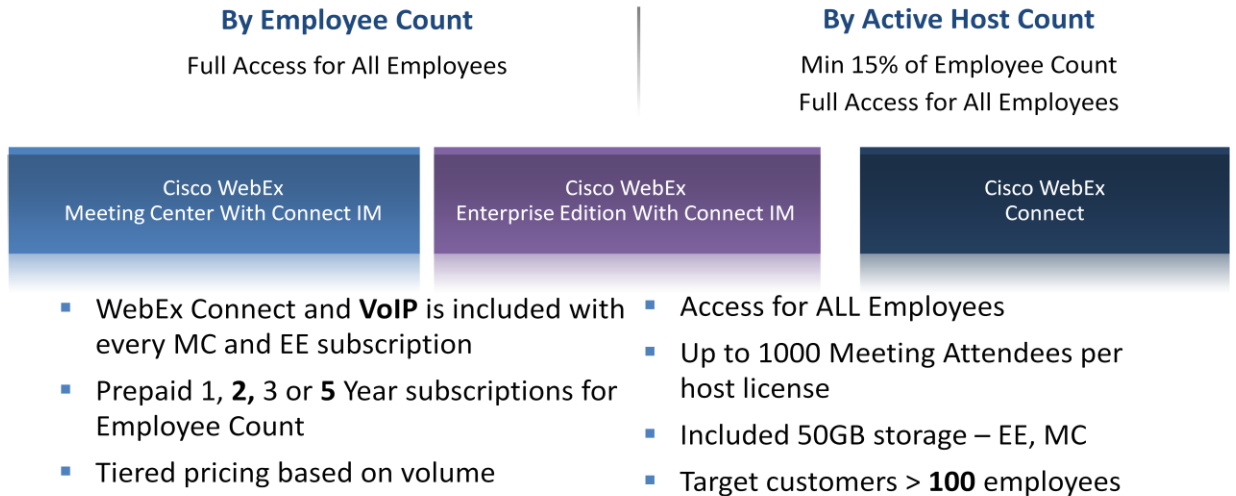 By Employee Count
Full Access for All Employees
By Active Host Count
Min 15% of Employee Count
Full Access for All Employees
Cisco WebEx
Meeting Center With Connect IM
Cisco WebEx
Enterprise Edition With Connect IM
Cisco WebEx
Connect
▪ WebEx Connect and VoIP is included with
every MC and EE subscription
▪ Prepaid 1, 2, 3 or 5 Year subscriptions for
Employee Count
▪ Tiered pricing based on volume
▪ Access for ALL Employees
▪ Up to 1000 Meeting Attendees per
host license
▪ Included 50GB storage – EE, MC
▪ Target customers > 100 employees